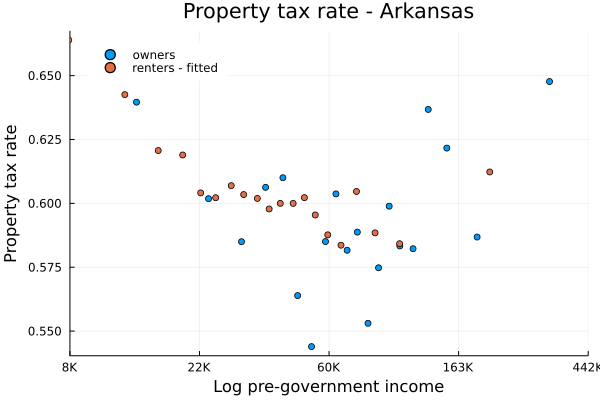 Property tax rate - Arkansas
owners
renters - fitted
Property tax rate
0.650
0.625
0.600
0.575
0.550
8K
22K
60K
163K
442K
Log pre-government income